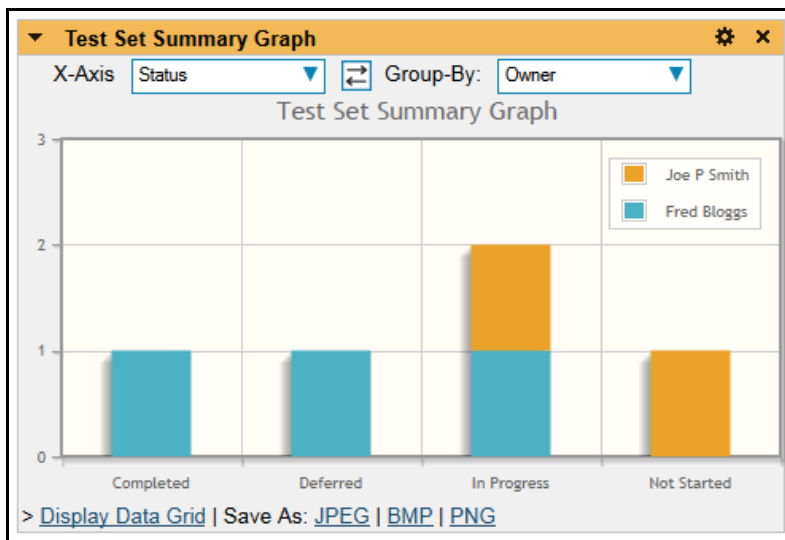 Test Set Summary Graph
X-Axis Status Group-By: Owner
Test Set Summary Graph
3
Joe P Smith
Fred Bloggs
2
1
0
Completed Deferred In Progress Not Started
> Display Data Grid | Save As: JPEG | BMP | PNG